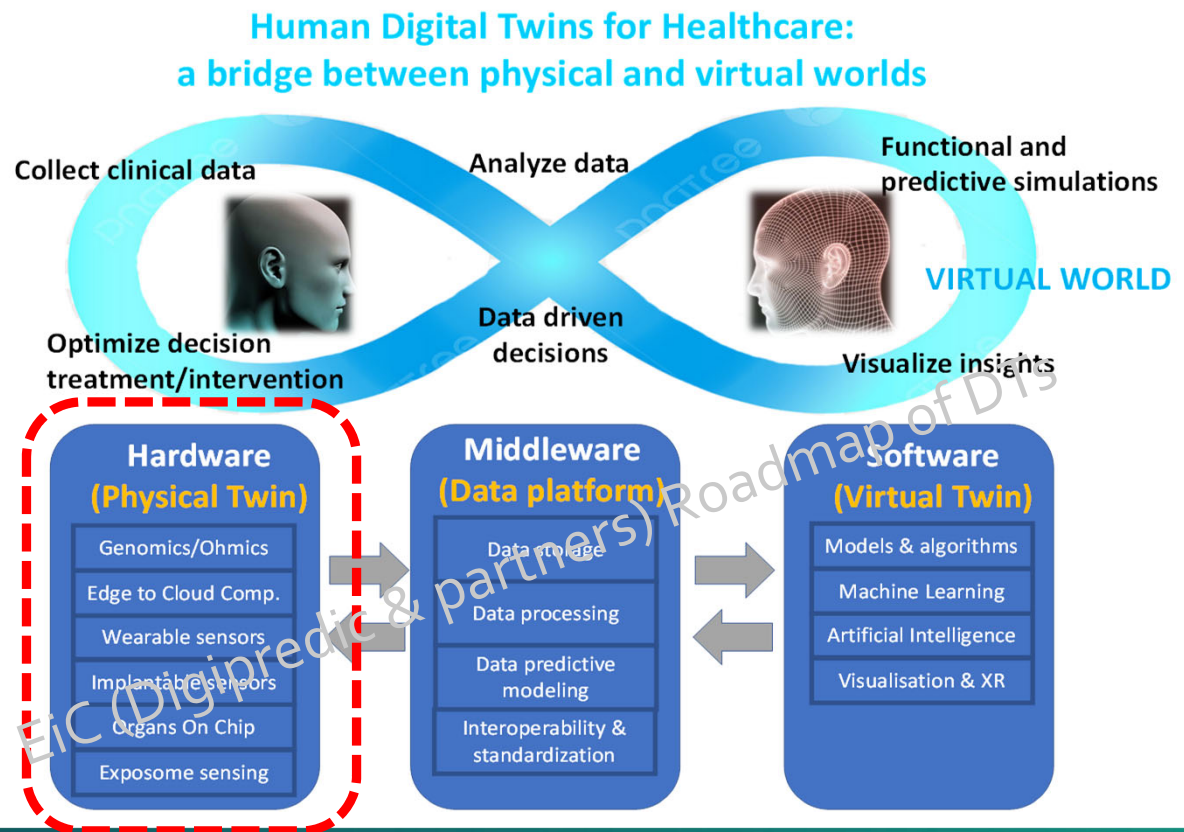 Human Digital Twins for Healthcare:
a bridge between physical and virtual worlds
Collect clinical data
Analyze data
Functional and
predictive simulations
VIRTUAL WORLD
Optimize decision
treatment/intervention
Data driven
decisions
Visualize insights
Hardware
(Physical Twin)
Genomics/Ohmics
Edge to Cloud Comp.
Wearable sensors
Implantable sensors
Organs On Chip
Exposome sensing
Middleware
(Data platform)
Data storage
Data processing
Data predictive
modeling
Interoperability &
standardization
Software
(Virtual Twin)
Models & algorithms
Machine Learning
Artificial Intelligence
Visualisation & XR
EiC (Digipredic & partners) Roadmap of DTs